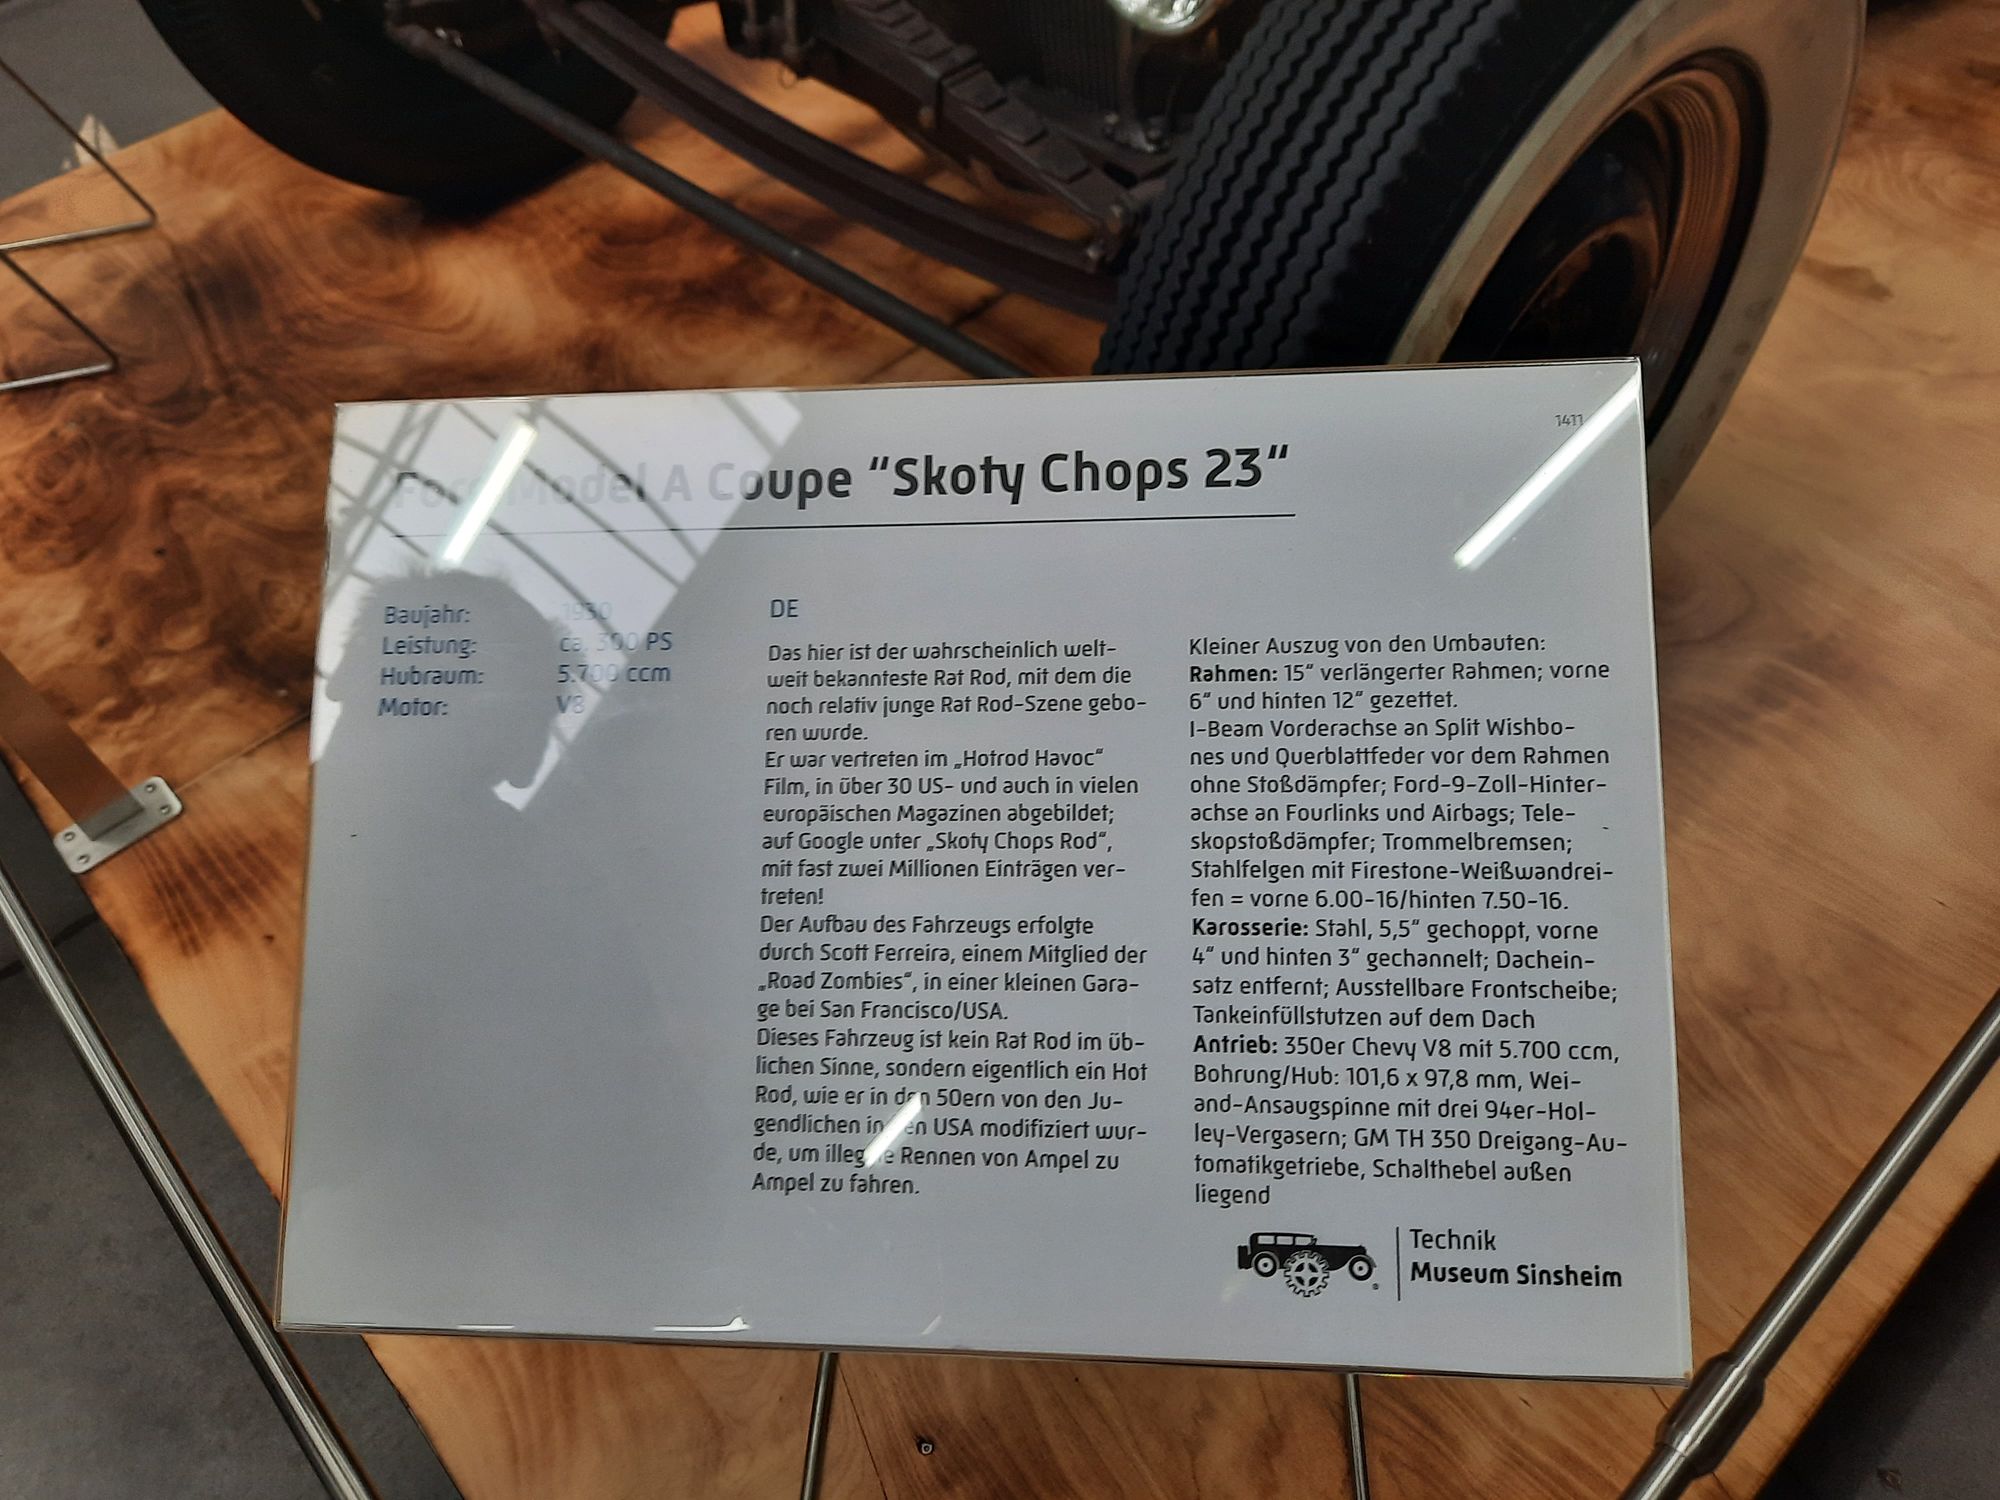 1411
Ford Model A Coupe “Skoty Chops 23“
Baujahr: 1930
Leistung: ca. 300 PS
Hubraum: 5.700 ccm
Motor: V8
DE
Das hier ist der wahrscheinlich welt-
weit bekannteste Rat Rod, mit dem die
noch relativ junge Rat Rod-Szene gebo-
ren wurde.
Er war vertreten im „Hotrod Havoc“
Film, in über 30 US- und auch in vielen
europäischen Magazinen abgebildet;
auf Google unter „Skoty Chops Rod“,
mit fast zwei Millionen Einträgen ver-
treten!
Der Aufbau des Fahrzeugs erfolgte
durch Scott Ferreira, einem Mitglied der
„Road Zombies“, in einer kleinen Gara-
ge bei San Francisco/USA.
Dieses Fahrzeug ist kein Rat Rod im üb-
lichen Sinne, sondern eigentlich ein Hot
Rod, wie er in den 50ern von den Ju-
gendlichen in den USA modifiziert wur-
de, um illegale Rennen von Ampel zu
Ampel zu fahren.
Kleiner Auszug von den Umbauten:
Rahmen: 15“ verlängerter Rahmen; vorne
6“ und hinten 12“ gezettet.
I-Beam Vorderachse an Split Wishbo-
nes und Querblattfeder vor dem Rahmen
ohne Stoßdämpfer; Ford-9-Zoll-Hinter-
achse an Fourlinks und Airbags; Tele-
skopstoßdämpfer; Trommelbremsen;
Stahlfelgen mit Firestone-Weißwandrei-
fen = vorne 6.00-16/hinten 7.50-16.
Karosserie: Stahl, 5,5“ gechoppt, vorne
4“ und hinten 3“ gechannelt; Dachein-
satz entfernt; Ausstellbare Frontscheibe;
Tankeinfüllstutzen auf dem Dach
Antrieb: 350er Chevy V8 mit 5.700 ccm,
Bohrung/Hub: 101,6 x 97,8 mm, Wei-
and-Ansaugspinne mit drei 94er-Hol-
ley-Vergasern; GM TH 350 Dreigang-Au-
tomatikgetriebe, Schalthebel außen
liegend
Technik
Museum Sinsheim